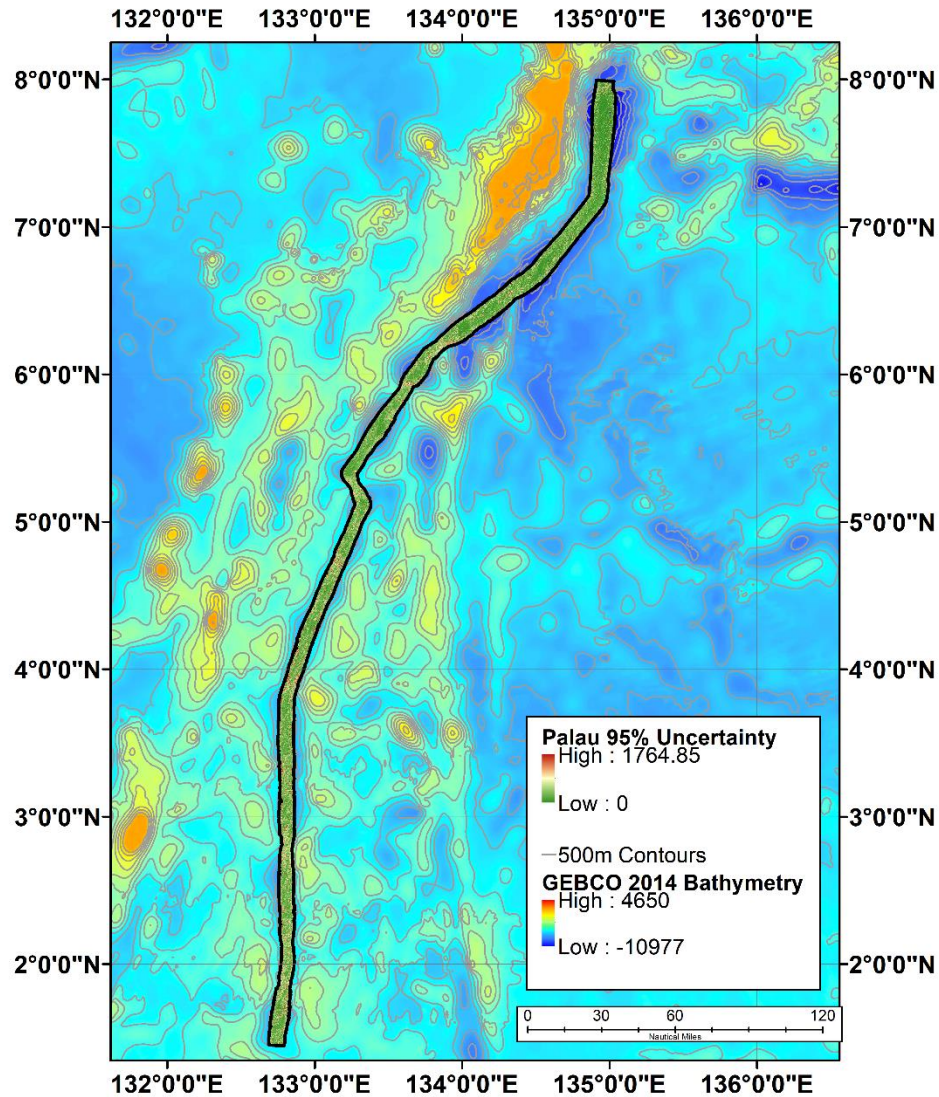 132°0'0"E 133°0'0"E 134°0'0"E 135°0'0"E 136°0'0"E
8°0'0"N 8°0'0"N
7°0'0"N 7°0'0"N
6°0'0"N 6°0'0"N
5°0'0"N 5°0'0"N
4°0'0"N 4°0'0"N
3°0'0"N 3°0'0"N
2°0'0"N 2°0'0"N
Palau 95% Uncertainty
High : 1764.85
Low : 0
500m Contours
GEBCO 2014 Bathymetry
High : 4650
Low : -10977
0 30 60 120
Nautical Miles
132°0'0"E 133°0'0"E 134°0'0"E 135°0'0"E 136°0'0"E